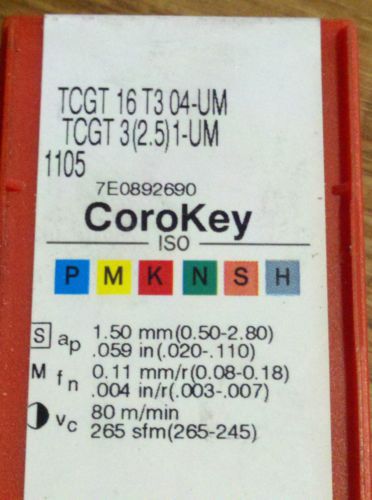 TCGT 16 T3 04-UM
TCGT 3(2.5)1-UM
1105
7E0892690
CoroKey
ISO
P M K N S H
S ap 1.50 mm(0.50-2.80)
.059 in(.020-.110)
M fn 0.11 mm/r(0.08-0.18)
.004 in/r(.003-.007)
vc 80 m/min
265 sfm(265-245)